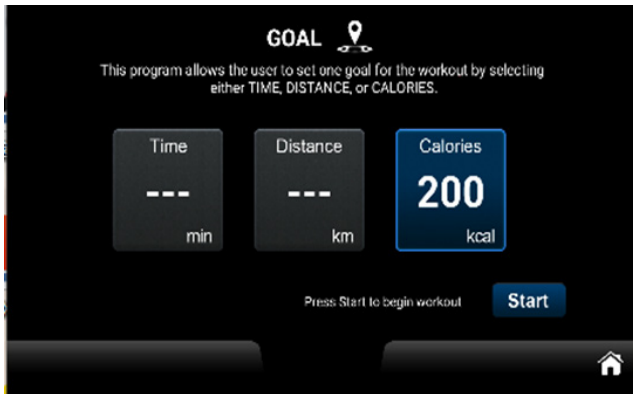 GOAL
This program allows the user to set one goal for the workout by selecting
either TIME, DISTANCE, or CALORIES.
Time
---
min
Distance
---
km
Calories
200
kcal
Press Start to begin workout
Start